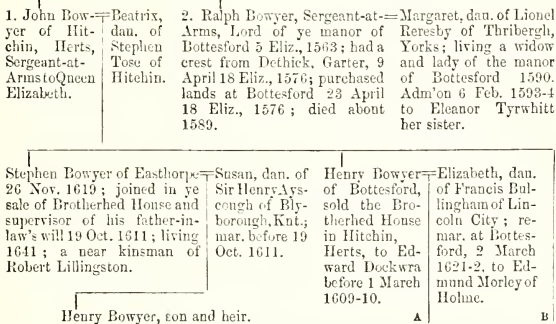 1. John Bow-
yer of Hit-
chin, Herts,
Sergeant-at-
Arms to Queen
Elizabeth.
Beatrix,
dau. of
Stephen
Tose of
Hitchin.
2. Ralph Bowyer, Sergeant-at-
Arms, Lord of ye manor of
Bottesford 5 Eliz., 1563; had a
crest from Dethick, Garter, 9
April 18 Eliz., 1576; purchased
lands at Bottesford 23 April
18 Eliz., 1576; died about
1589.
Margaret, dau. of Lionel
Reresby of Thribergh,
Yorks; living a widow
and lady of the manor
of Bottesford 1590.
Adm'on 6 Feb. 1593-4
to Eleanor Tyrwhitt
her sister.
Stephen Bowyer of Easthorpe
26 Nov. 1619; joined in ye
sale of Brotherhed House and
supervisor of his father-in-
law's will 19 Oct. 1611; living
1641; a near kinsman of
Robert Lillingston.
Susan, dau. of
Sir Henry Ays-
cough of Bly-
borough, Knt.;
mar. before 19
Oct. 1611.
Henry Bowyer
of Bottesford,
sold the Bro-
therhed House
in Hitchin,
Herts, to Ed-
ward Dockwra
before 1 March
1609-10.
Elizabeth, dau.
of Francis Bul-
lingham of Lin-
coln City; re-
mar. at Bottes-
ford, 2 March
1621-2, to Ed-
mund Morley of
Holme.
Henry Bowyer, son and heir.
A
B